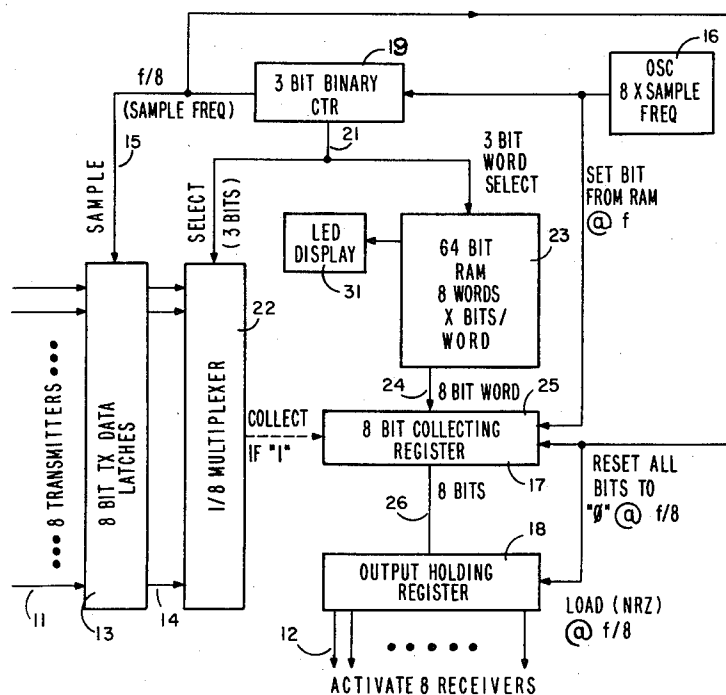 19
16
f/8
(SAMPLE FREQ)
3 BIT BINARY
CTR
OSC
8 X SAMPLE
FREQ
21
15
SAMPLE
SELECT
(3 BITS)
3 BIT
WORD
SELECT
SET BIT
FROM RAM
@ f
23
LED
DISPLAY
31
64 BIT
RAM
8 WORDS
X BITS/
WORD
22
24
8 BIT WORD
25
8 TRANSMITTERS
8 BIT TX DATA
LATCHES
1/8 MULTIPLEXER
COLLECT
IF "1"
8 BIT COLLECTING
REGISTER
17
RESET ALL
BITS TO
"Ø" @ f/8
8 BITS
26
18
OUTPUT HOLDING
REGISTER
LOAD (NRZ)
@ f/8
11
13
14
12
ACTIVATE 8 RECEIVERS